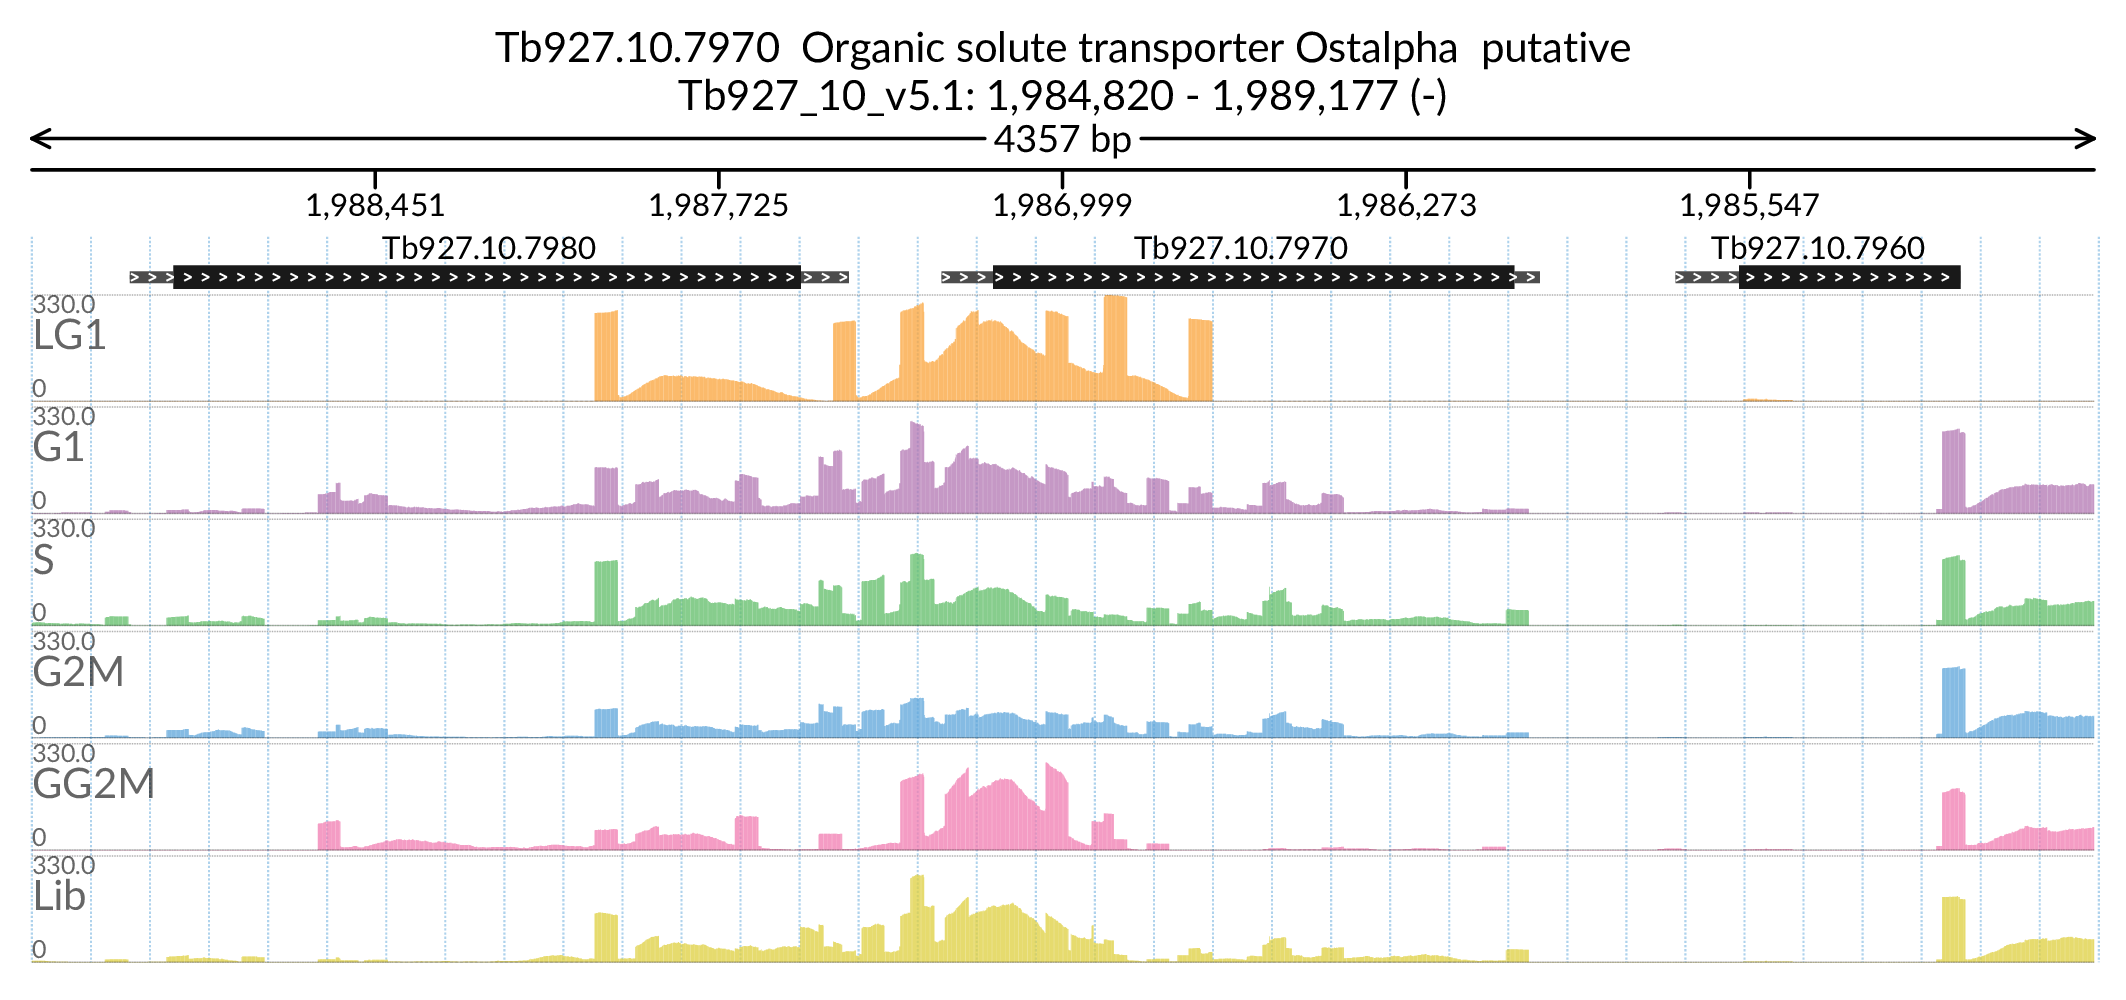 Tb927.10.7970  Organic solute transporter Ostalpha  putative
Tb927_10_v5.1: 1,984,820 - 1,989,177 (-)
4357 bp
1,988,451 1,987,725 1,986,999 1,986,273 1,985,547
Tb927.10.7980 Tb927.10.7970 Tb927.10.7960
330.0
LG1
0
330.0
G1
0
330.0
S
0
330.0
G2M
0
330.0
GG2M
0
330.0
Lib
0